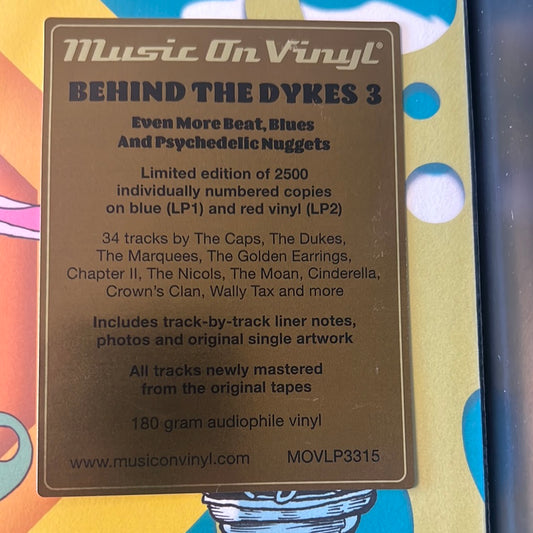 Music On Vinyl®
BEHIND THE DYKES 3
Even More Beat, Blues
And Psychedelic Nuggets
Limited edition of 2500
individually numbered copies
on blue (LP1) and red vinyl (LP2)
34 tracks by The Caps, The Dukes,
The Marquees, The Golden Earrings,
Chapter II, The Nicols, The Moan, Cinderella,
Crown's Clan, Wally Tax and more
Includes track-by-track liner notes,
photos and original single artwork
All tracks newly mastered
from the original tapes
180 gram audiophile vinyl
www.musiconvinyl.com MOVLP3315